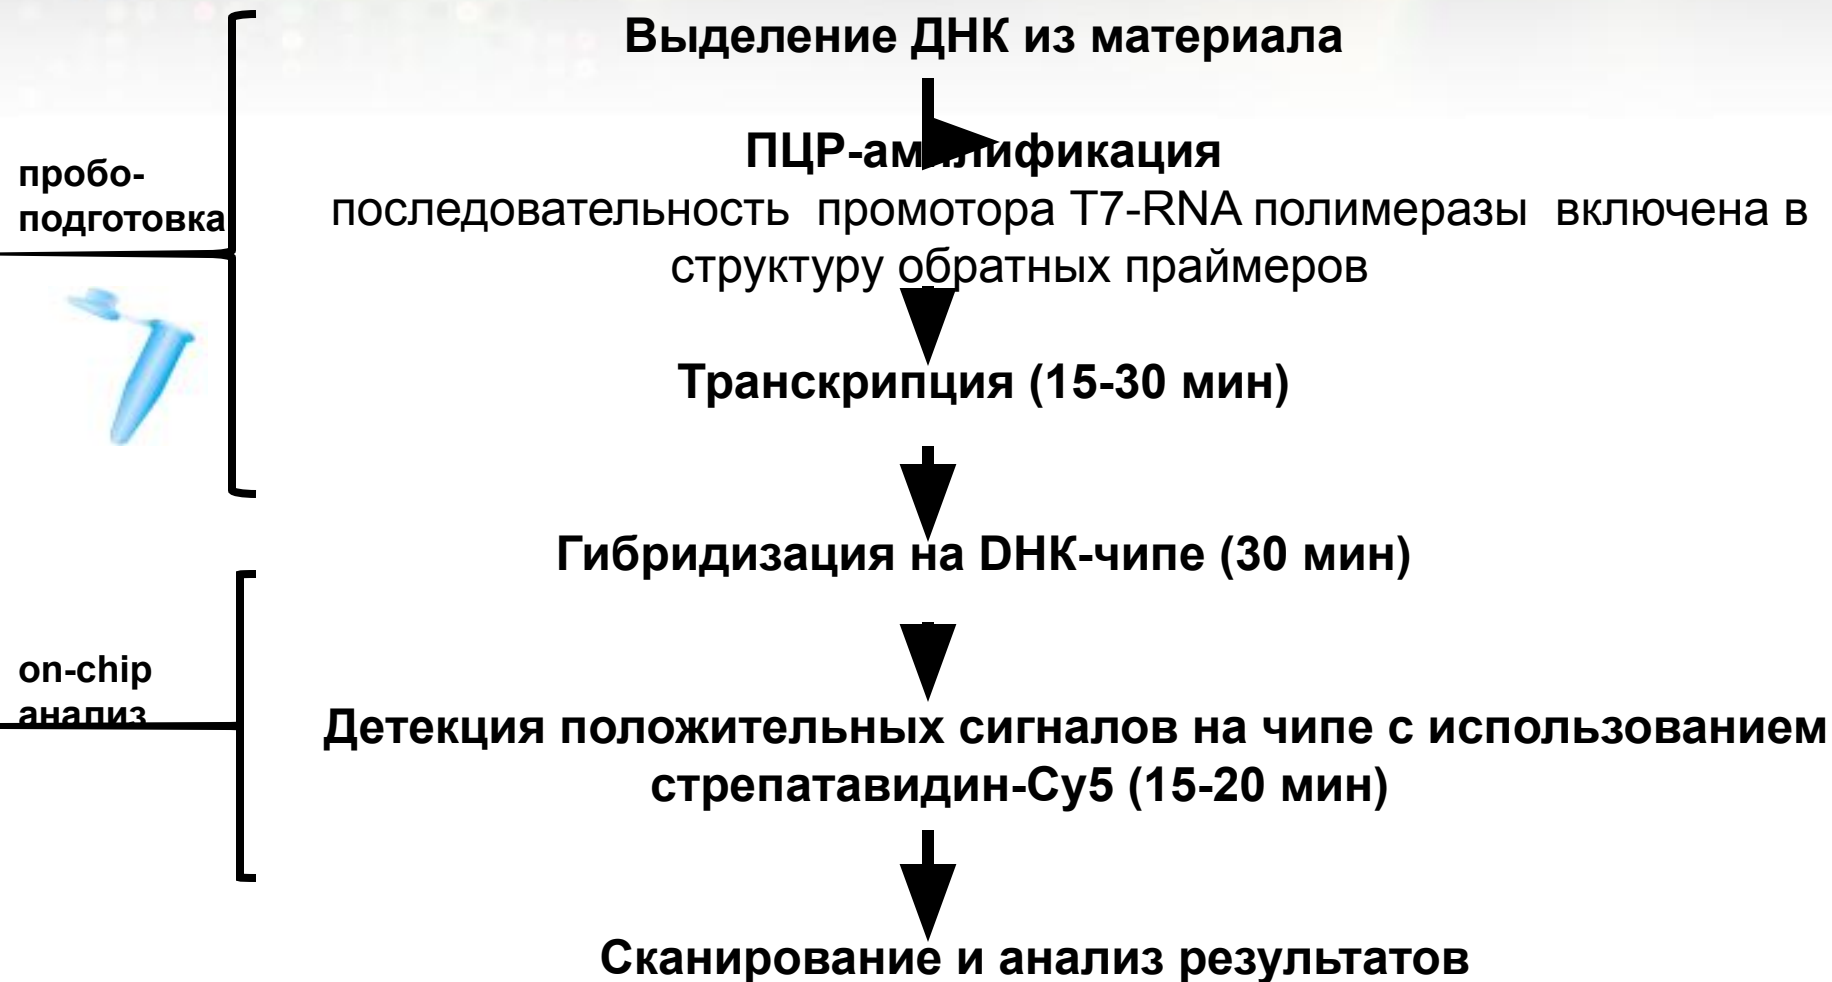 Выделение ДНК из материала
ПЦР-амплификация
последовательность промотора T7-RNA полимеразы включена в
структуру обратных праймеров
Транскрипция (15-30 мин)
Гибридизация на DНК-чипе (30 мин)
Детекция положительных сигналов на чипе с использованием
стрепатавидин-Cy5 (15-20 мин)
Сканирование и анализ результатов
пробо-
подготовка
on-chip
анализ